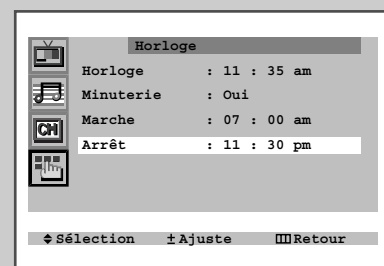 Horloge
Horloge : 11 : 35 am
Minuterie : Oui
CH Marche : 07 : 00 am
Arrêt : 11 : 30 pm
Sélection ±Ajuste Retour